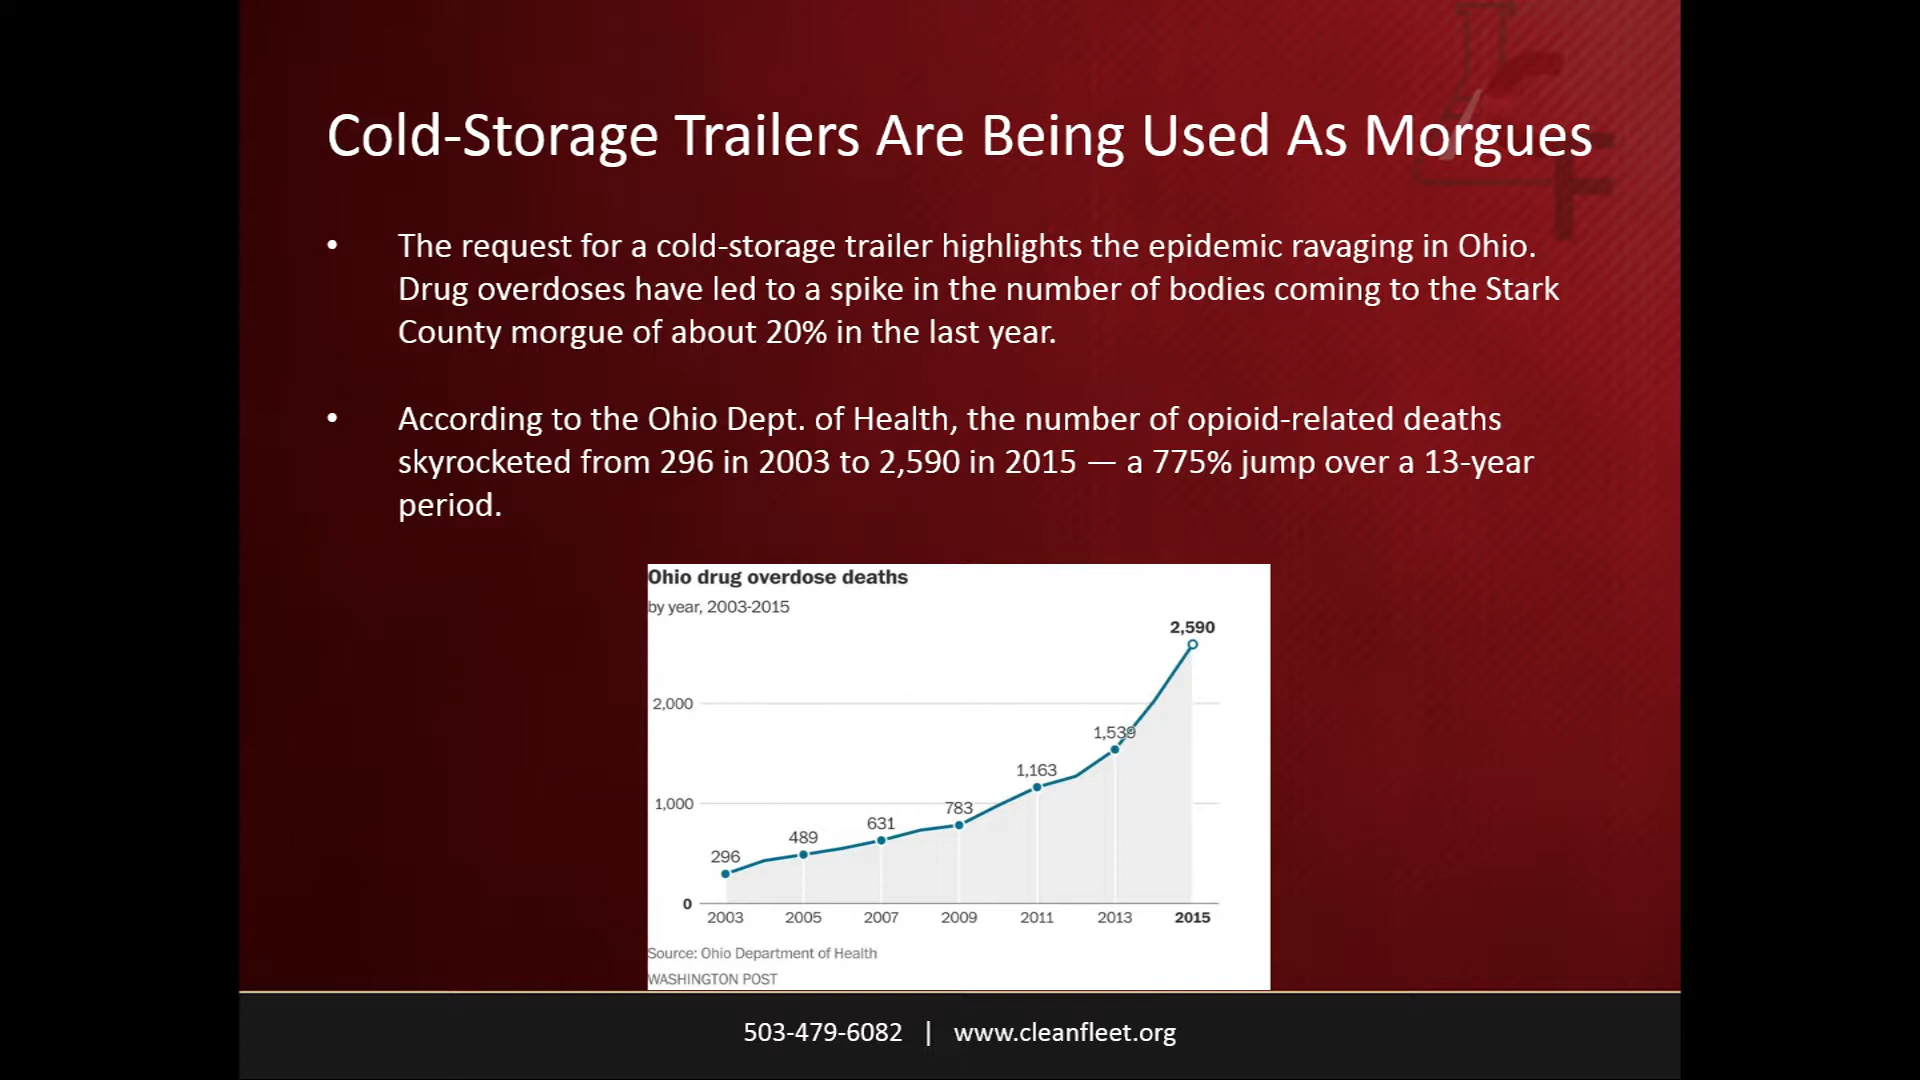 Cold-Storage Trailers Are Being Used As Morgues
• The request for a cold-storage trailer highlights the epidemic ravaging in Ohio.
Drug overdoses have led to a spike in the number of bodies coming to the Stark
County morgue of about 20% in the last year.
• According to the Ohio Dept. of Health, the number of opioid-related deaths
skyrocketed from 296 in 2003 to 2,590 in 2015 — a 775% jump over a 13-year
period.
Ohio drug overdose deaths
by year, 2003-2015
2,590
2,000
1,539
1,163
1,000
783
631
489
296
0
2003 2005 2007 2009 2011 2013 2015
Source: Ohio Department of Health
WASHINGTON POST
503-479-6082 | www.cleanfleet.org